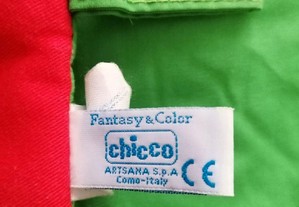 Fantasy & Color
chicco
ARTSANA S.p.A
Como-Italy
CE